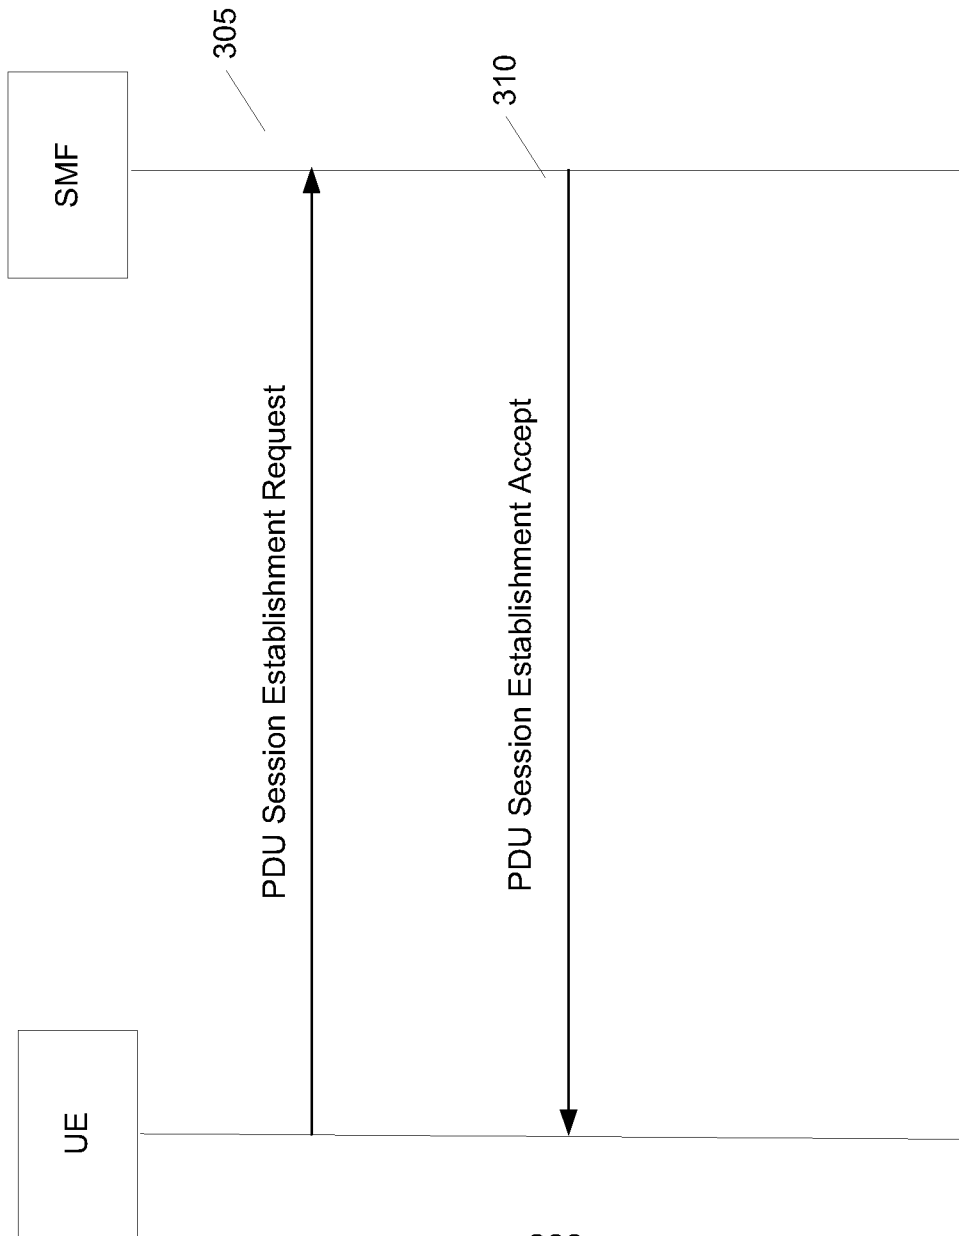 UE
SMF
305
PDU Session Establishment Request
310
PDU Session Establishment Accept